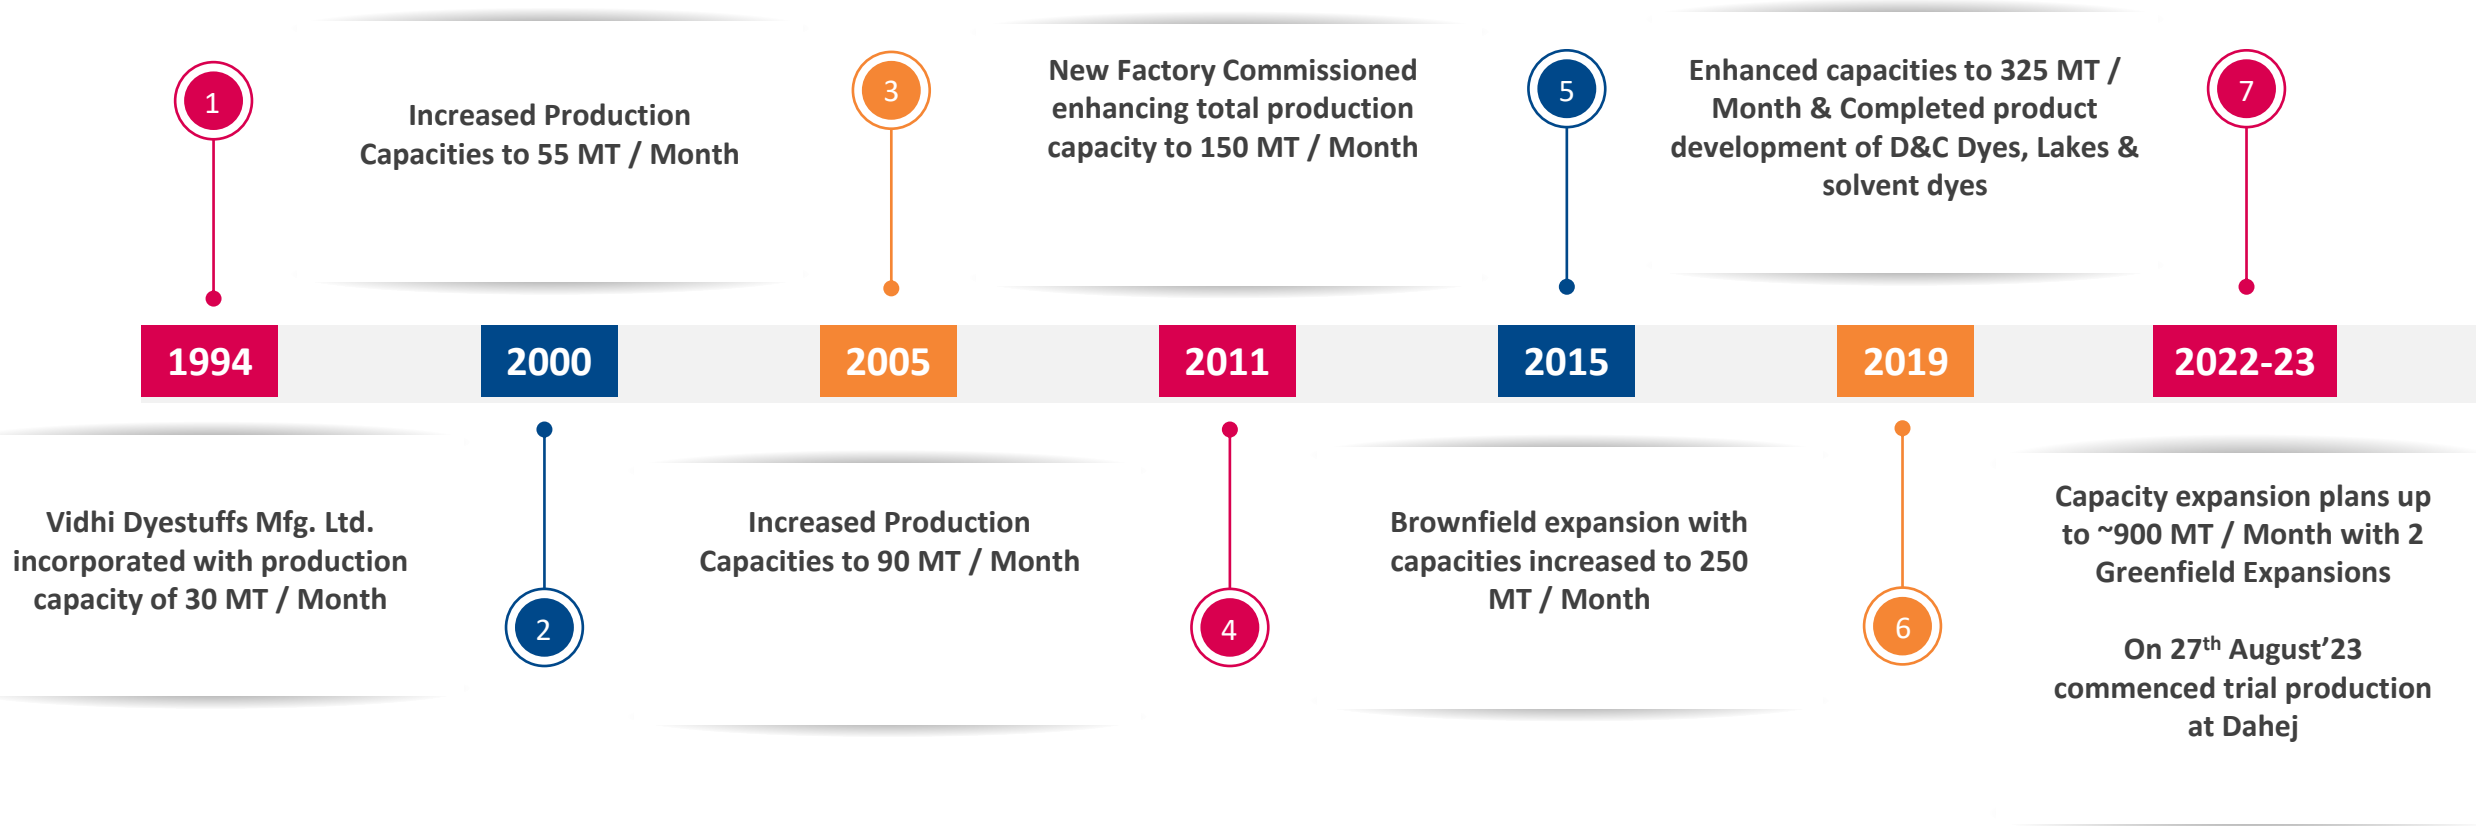 1
Increased Production
Capacities to 55 MT / Month
3
New Factory Commissioned
enhancing total production
capacity to 150 MT / Month
5
Enhanced capacities to 325 MT /
Month & Completed product
development of D&C Dyes, Lakes &
solvent dyes
7
1994
2000
2005
2011
2015
2019
2022-23
Vidhi Dyestuffs Mfg. Ltd.
incorporated with production
capacity of 30 MT / Month
2
Increased Production
Capacities to 90 MT / Month
4
Brownfield expansion with
capacities increased to 250
MT / Month
6
Capacity expansion plans up
to ~900 MT / Month with 2
Greenfield Expansions
On 27th August’23
commenced trial production
at Dahej